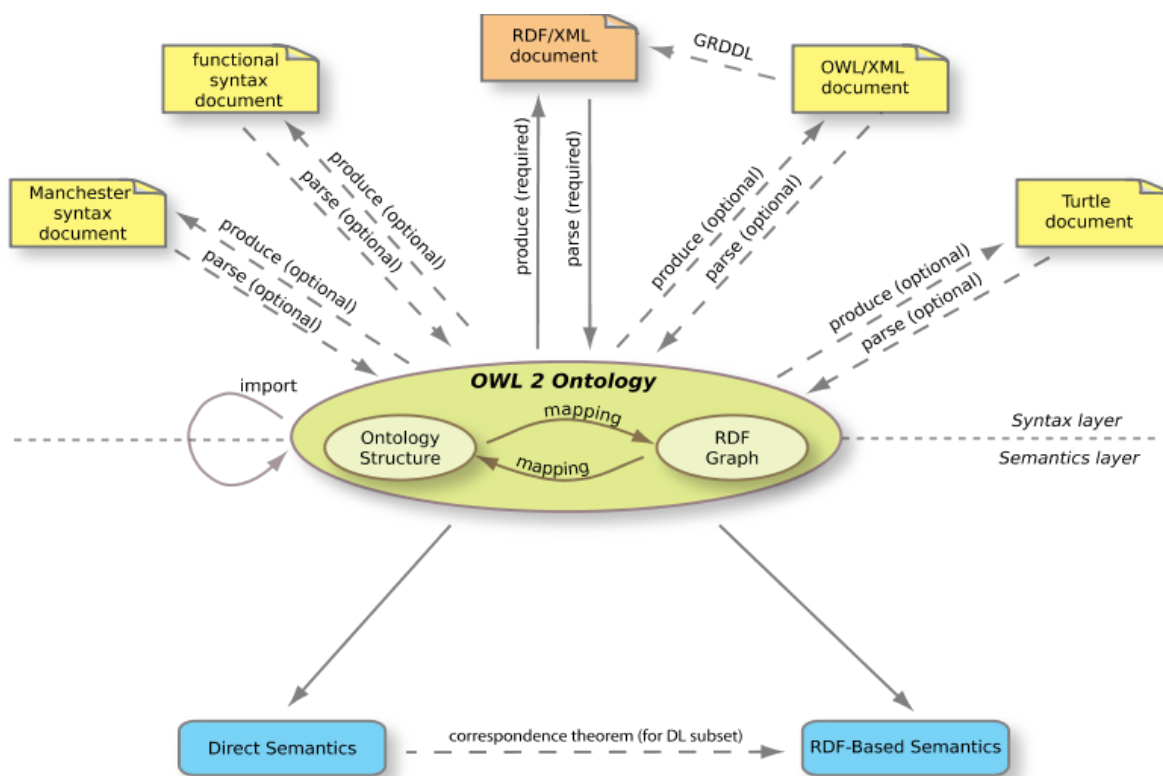 RDF/XML
document
GRDDL
functional
syntax
document
OWL/XML
document
Manchester
syntax
document
Turtle
document
produce (optional)
parse (optional)
produce (optional)
parse (optional)
produce (required)
parse (required)
produce (optional)
parse (optional)
produce (optional)
parse (optional)
import
OWL 2 Ontology
mapping
Ontology
Structure
RDF
Graph
mapping
Syntax layer
Semantics layer
Direct Semantics
correspondence theorem (for DL subset)
RDF-Based Semantics